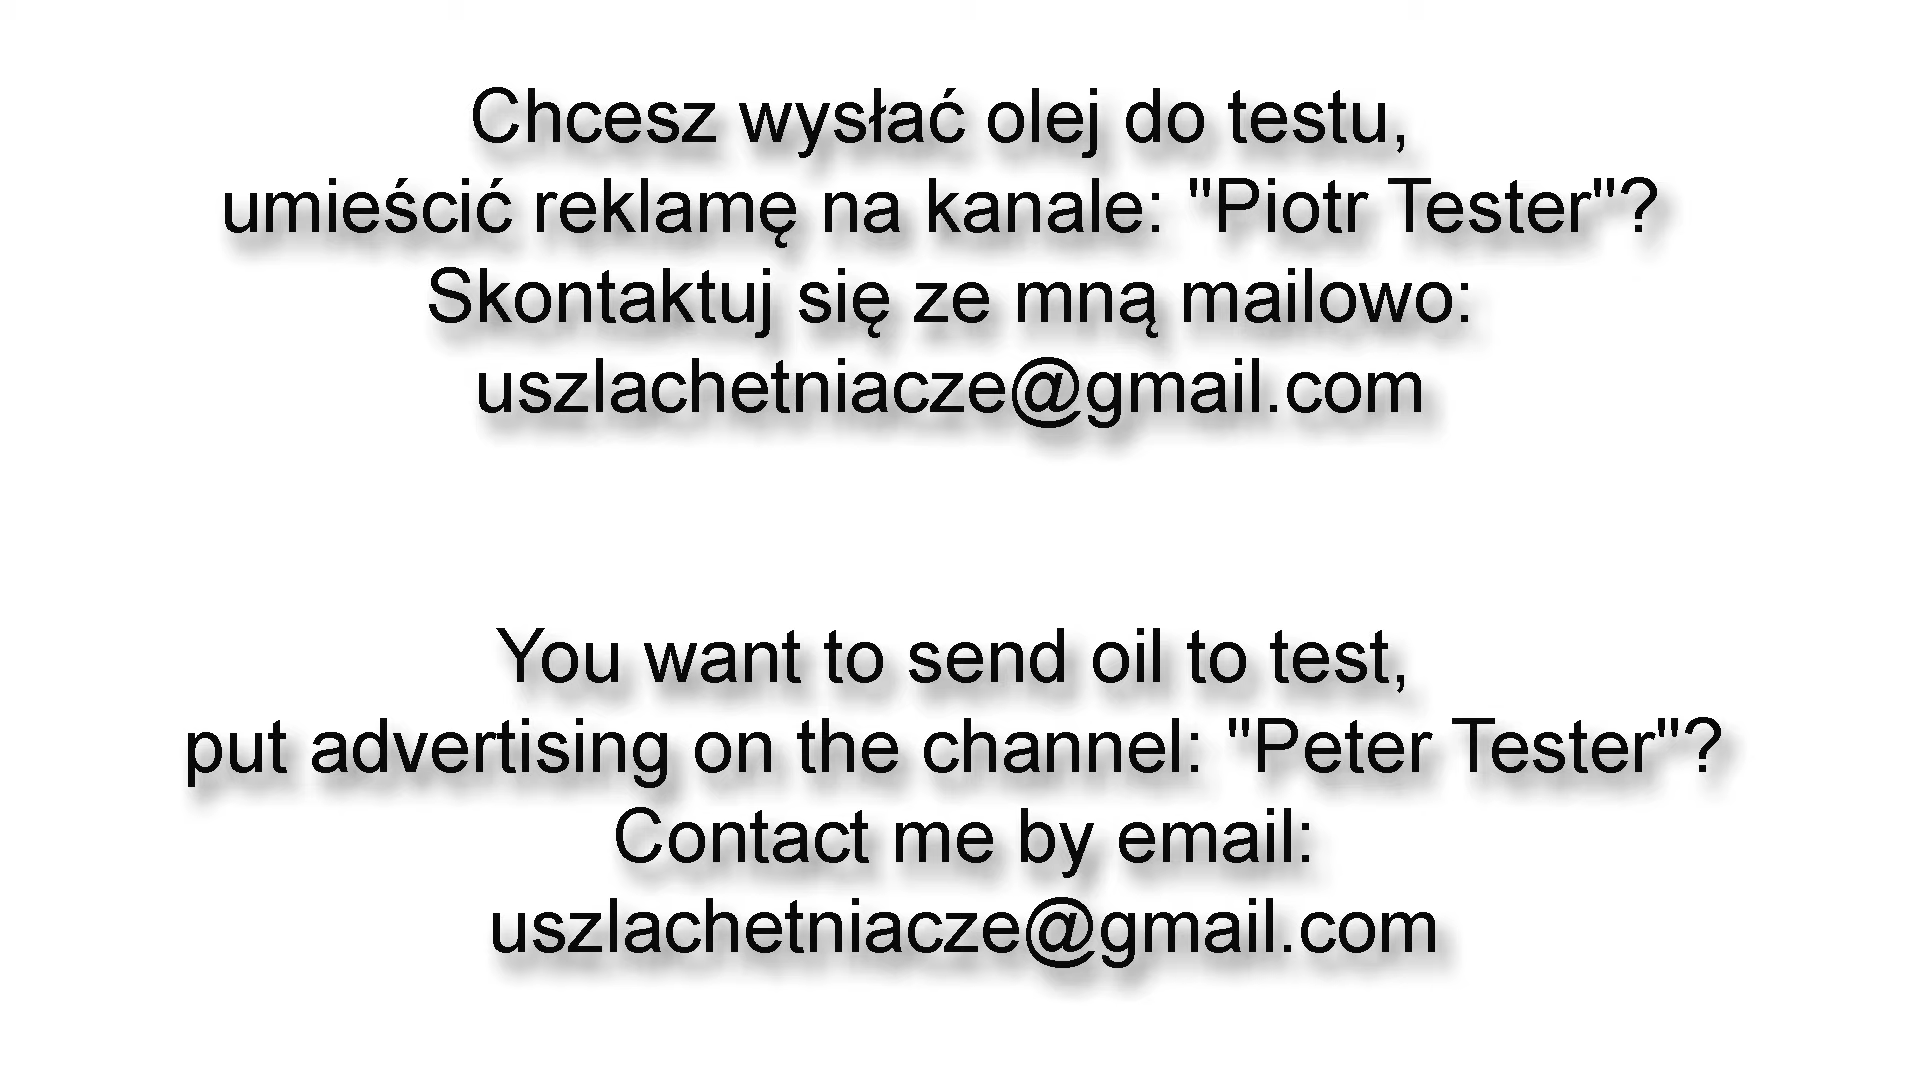 Chcesz wysłać olej do testu,
umieścić reklamę na kanale: "Piotr Tester"?
Skontaktuj się ze mną mailowo:
uszlachetniacze@gmail.com
You want to send oil to test,
put advertising on the channel: "Peter Tester"?
Contact me by email:
uszlachetniacze@gmail.com